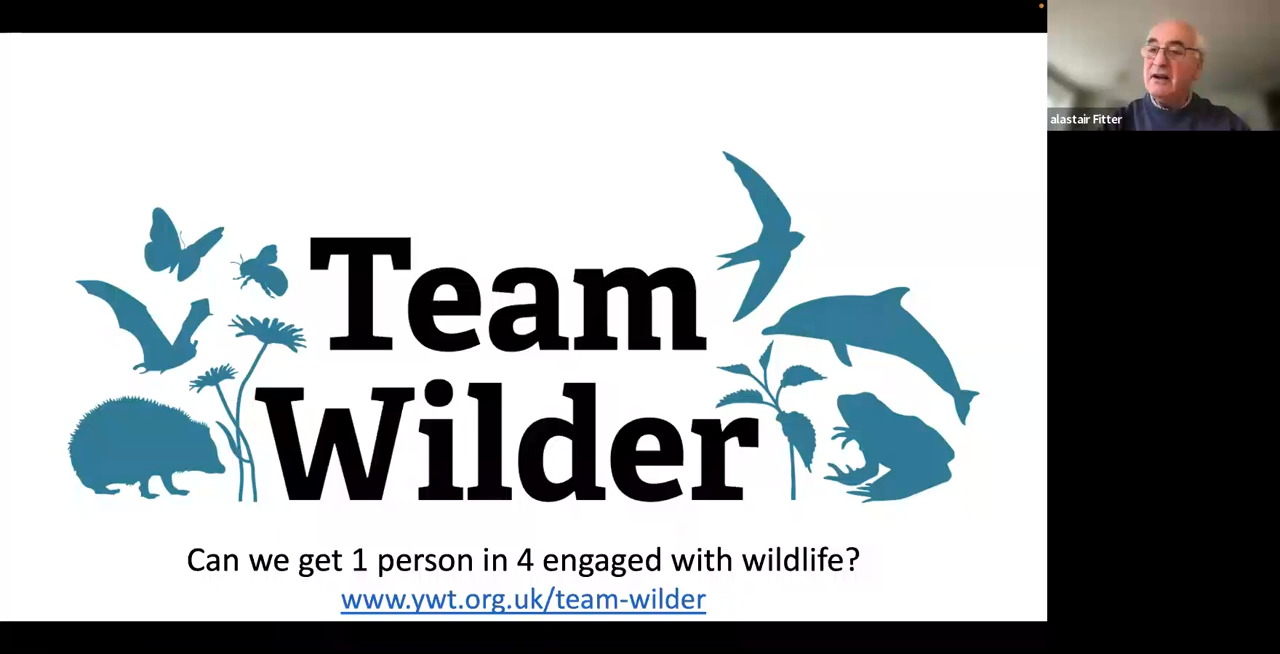 alastair Fitter
Team
Wilder
Can we get 1 person in 4 engaged with wildlife?
www.ywt.org.uk/team-wilder